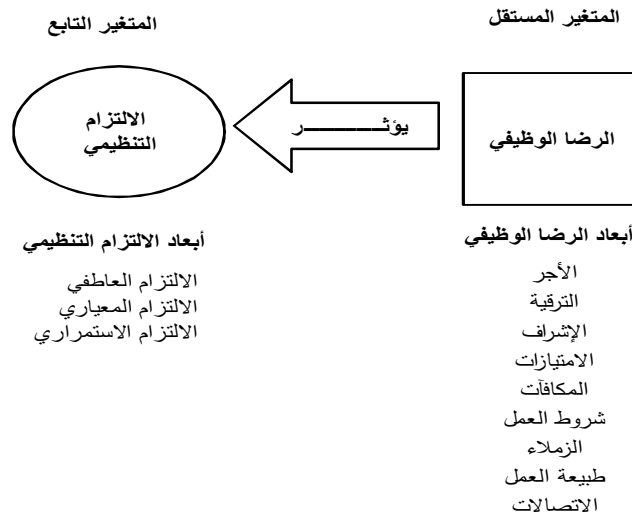 المتغير المستقل
المتغير التابع
الرضا الوظيفي
يؤثــــــــر
الالتزام
التنظيمي
أبعاد الرضا الوظيفي
الأجر
الترقية
الإشراف
الامتيازات
المكافآت
شروط العمل
الزملاء
طبيعة العمل
الاتصالات
أبعاد الالتزام التنظيمي
الالتزام العاطفي
الالتزام المعياري
الالتزام الاستمراري